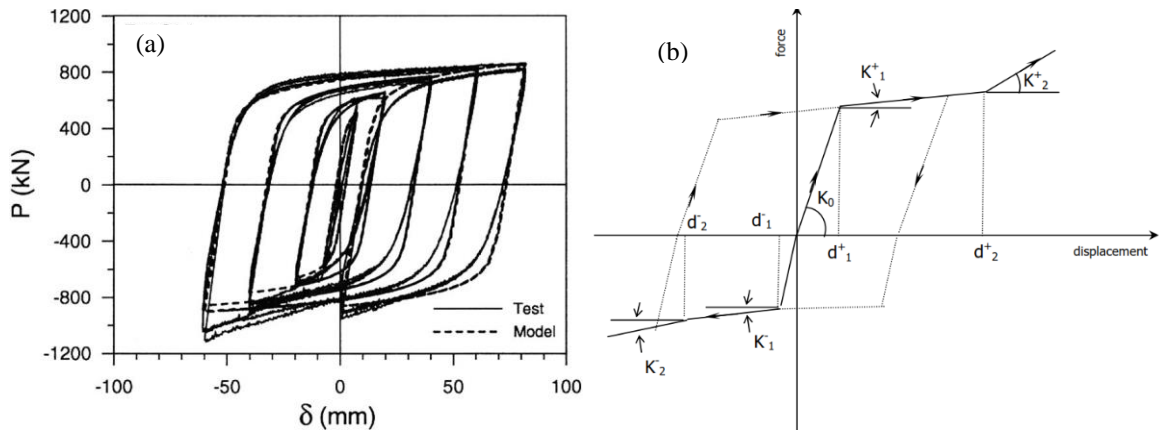 (a)
1200
800
400
0
-400
-800
-1200
P (kN)
Test
Model
-100
-50
0
50
100
δ (mm)
(b)
force
K⁺₁
K⁺₂
K₀
d⁻₂
d⁻₁
d⁺₁
d⁺₂
displacement
K⁻₁
K⁻₂